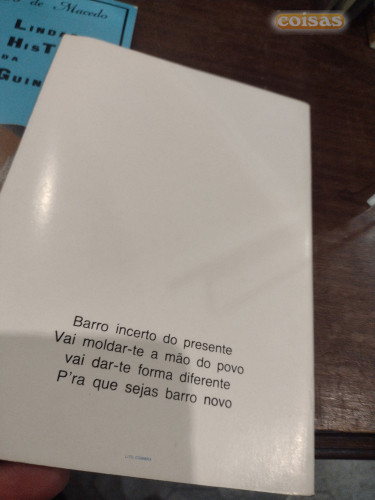 coisas
de Macedo
LINDA
HIST
DA
GUIN
Barro incerto do presente
Vai moldar-te a mão do povo
vai dar-te forma diferente
P'ra que sejas barro novo